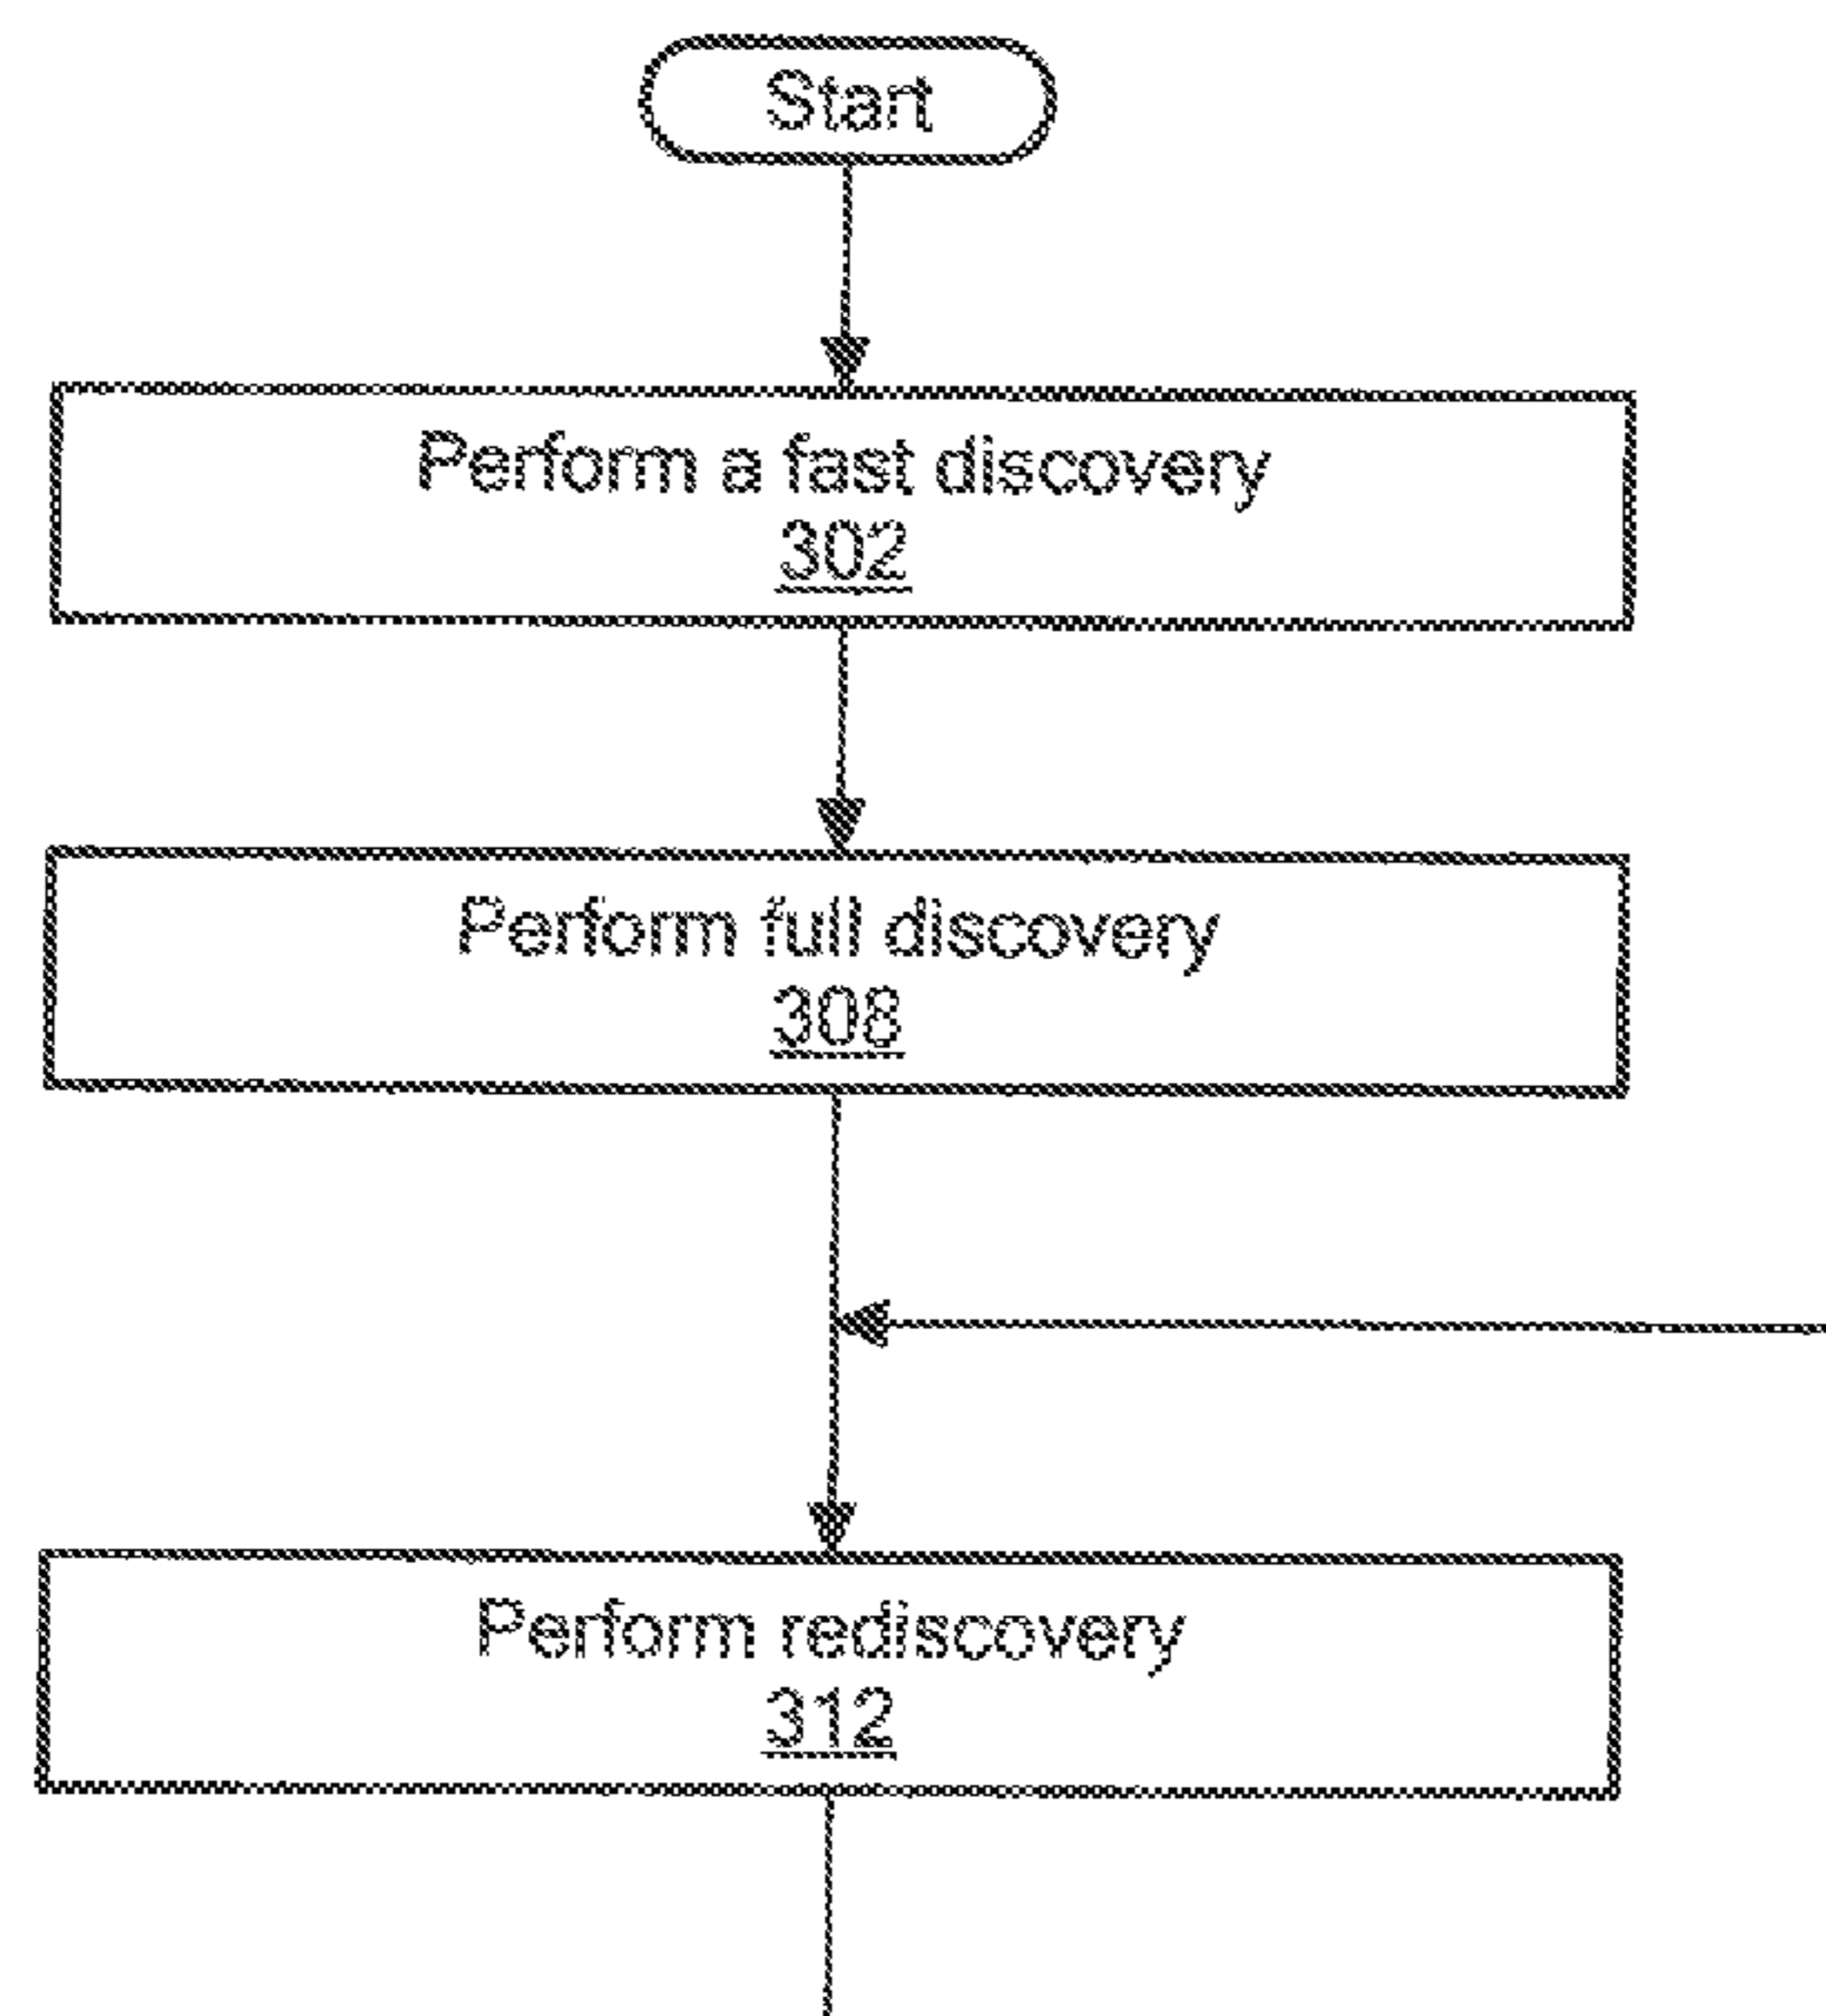 Start
Perform a fast discovery
302
Perform full discovery
308
Perform rediscovery
312